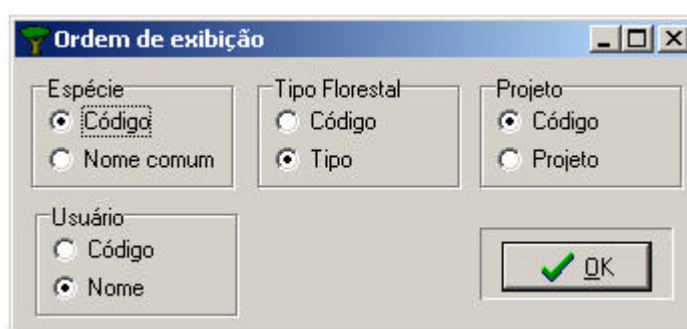 Ordem de exibição
Espécie
Código
Nome comum
Tipo Florestal
Código
Tipo
Projeto
Código
Projeto
Usuário
Código
Nome
OK